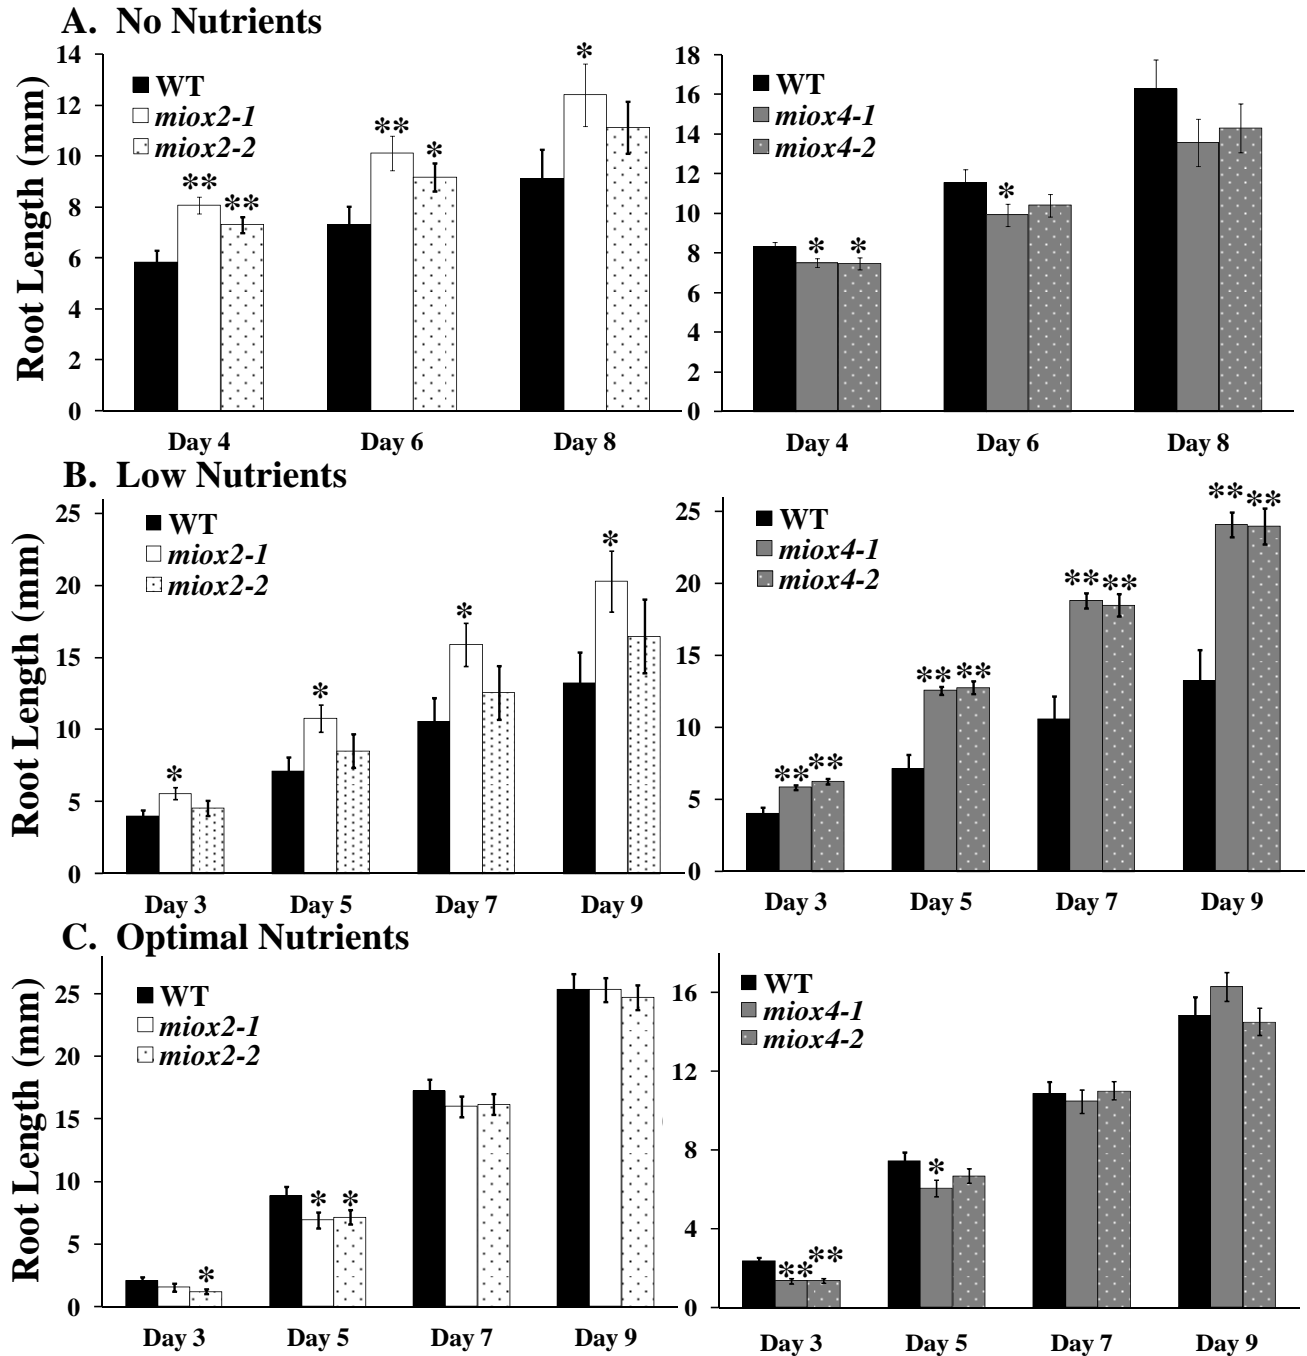 A. No Nutrients
Root Length (mm)
14
12
10
8
6
4
2
0
WT
miox2-1
miox2-2
** ** ** * *
Day 4 Day 6 Day 8
18
16
14
12
10
8
6
4
2
0
WT
miox4-1
miox4-2
* * *
Day 4 Day 6 Day 8
B. Low Nutrients
Root Length (mm)
25
20
15
10
5
0
WT
miox2-1
miox2-2
* * * *
Day 3 Day 5 Day 7 Day 9
25
20
15
10
5
0
WT
miox4-1
miox4-2
** ** ** ** ** ** ** **
Day 3 Day 5 Day 7 Day 9
C. Optimal Nutrients
Root Length (mm)
25
20
15
10
5
0
WT
miox2-1
miox2-2
* * *
Day 3 Day 5 Day 7 Day 9
16
12
8
4
0
WT
miox4-1
miox4-2
** ** *
Day 3 Day 5 Day 7 Day 9